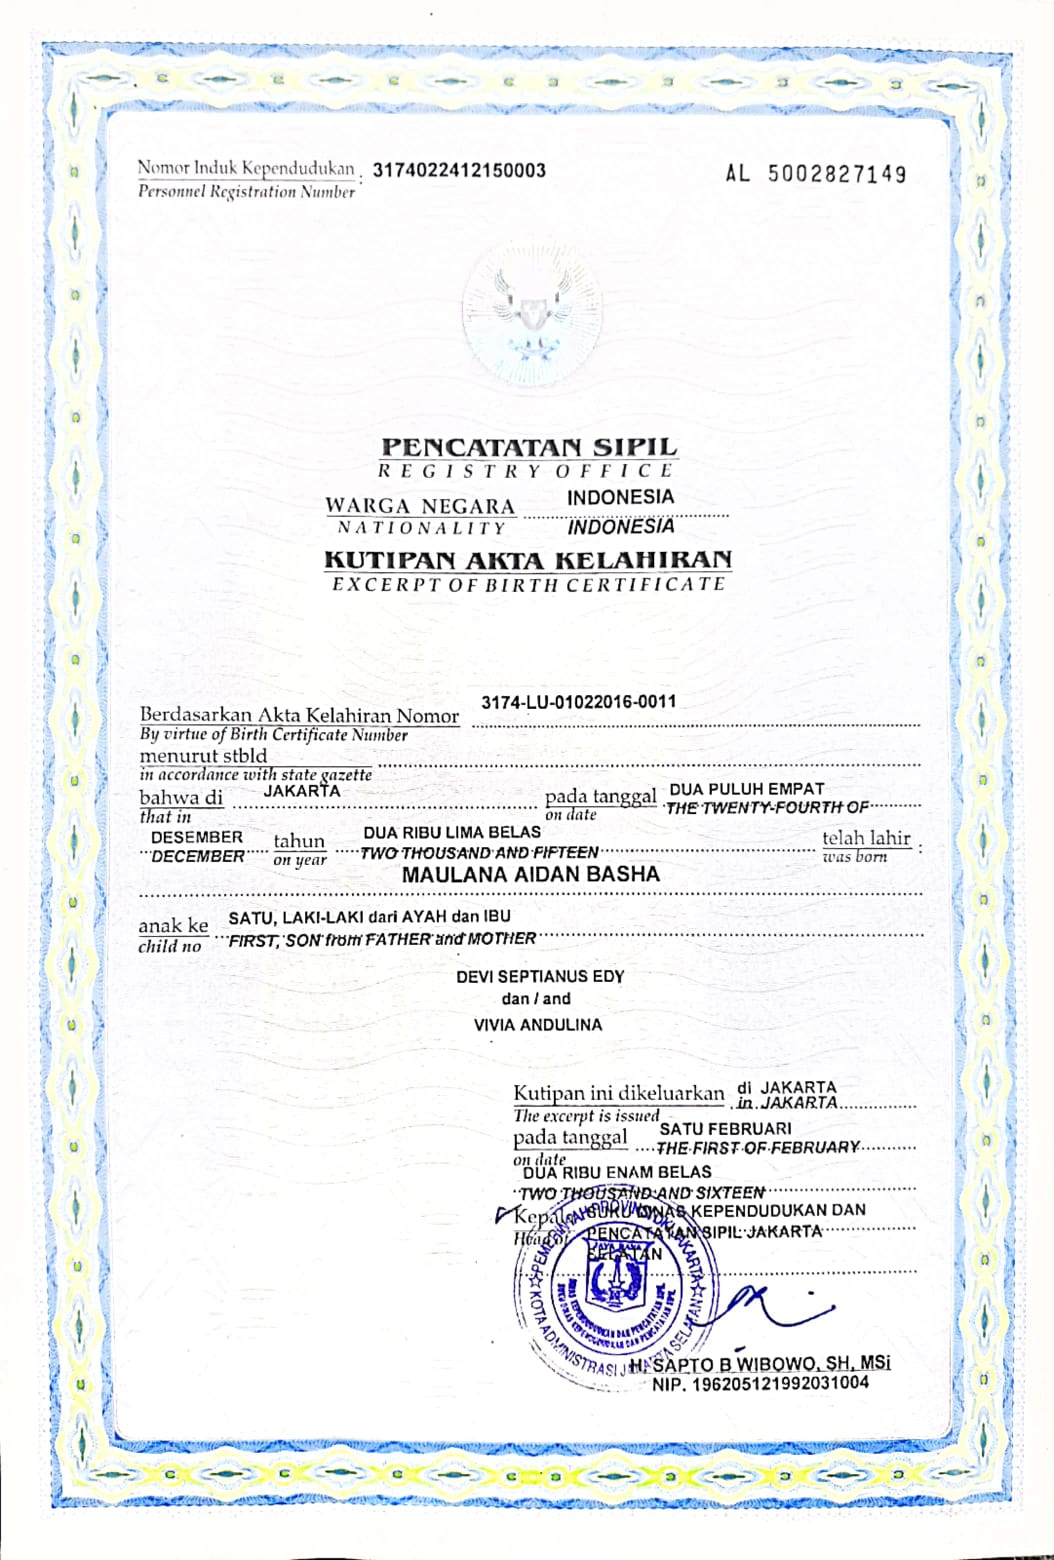 Nomor Induk Kependudukan : 3174022412150003 AL 5002827149
Personnel Registration Number
PENCATATAN SIPIL
REGISTRY OFFICE
WARGA NEGARA INDONESIA
NATIONALITY INDONESIA
KUTIPAN AKTA KELAHIRAN
EXCERPT OF BIRTH CERTIFICATE
Berdasarkan Akta Kelahiran Nomor 3174-LU-01022016-0011
By virtue of Birth Certificate Number
menurut stbld
in accordance with state gazette
bahwa di JAKARTA pada tanggal DUA PULUH EMPAT
that in on date THE TWENTY-FOURTH OF
DESEMBER tahun DUA RIBU LIMA BELAS telah lahir :
DECEMBER on year TWO THOUSAND AND FIFTEEN was born
MAULANA AIDAN BASHA
anak ke SATU, LAKI-LAKI dari AYAH dan IBU
child no FIRST, SON from FATHER and MOTHER
DEVI SEPTIANUS EDY
dan / and
VIVIA ANDULINA
Kutipan ini dikeluarkan di JAKARTA
The excerpt is issued in JAKARTA
pada tanggal SATU FEBRUARI
on date THE FIRST OF FEBRUARY
DUA RIBU ENAM BELAS
TWO THOUSAND AND SIXTEEN
Kepala SUKU DINAS KEPENDUDUKAN DAN
Head of PENCATATAN SIPIL JAKARTA
SELATAN
PEMERINTAH PROVINSI DKI JAKARTA
JAYA RAYA
KOTA ADMINISTRASI JAKARTA SELATAN
H. SAPTO B WIBOWO, SH, MSi
NIP. 196205121992031004